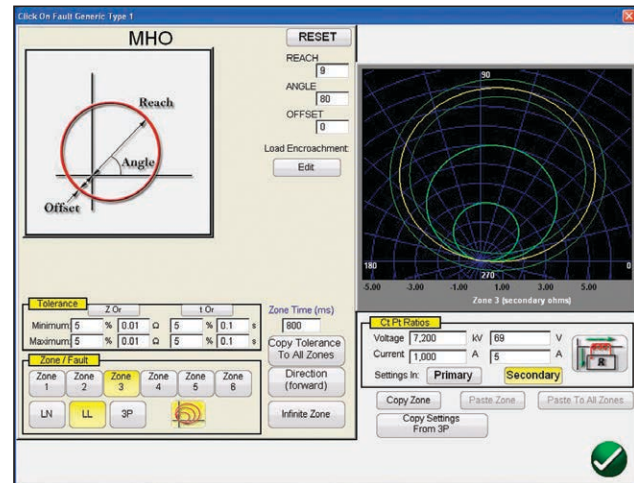 Click On Fault Generic Type 1
MHO
RESET
REACH
9
ANGLE
80
OFFSET
0
Load Encroachment:
Edit
Reach
Angle
Offset
90
180
0
270
-5.00 -3.00 -1.00 1.00 3.00 5.00
Zone 3 (secondary ohms)
Tolerance
Z Or t Or
Minimum: 5 % 0.01 Ω 5 % 0.1 s
Maximum: 5 % 0.01 Ω 5 % 0.1 s
Zone Time (ms)
800
Copy Tolerance
To All Zones
Zone / Fault
Zone 1 Zone 2 Zone 3 Zone 4 Zone 5 Zone 6
LN LL 3P
Direction
(forward)
Infinite Zone
Ct Pt Ratios
Voltage 7,200 kV 69 V
Current 1,000 A 5 A
Settings In: Primary Secondary
R
Copy Zone Paste Zone Paste To All Zones
Copy Settings
From 3P